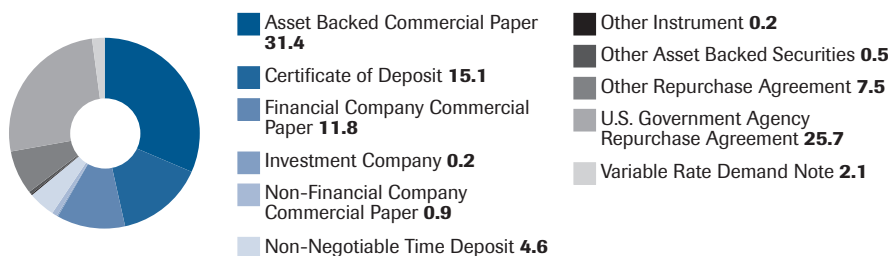 Asset Backed Commercial Paper
31.4
Certificate of Deposit 15.1
Financial Company Commercial
Paper 11.8
Investment Company 0.2
Non-Financial Company
Commercial Paper 0.9
Non-Negotiable Time Deposit 4.6
Other Instrument 0.2
Other Asset Backed Securities 0.5
Other Repurchase Agreement 7.5
U.S. Government Agency
Repurchase Agreement 25.7
Variable Rate Demand Note 2.1